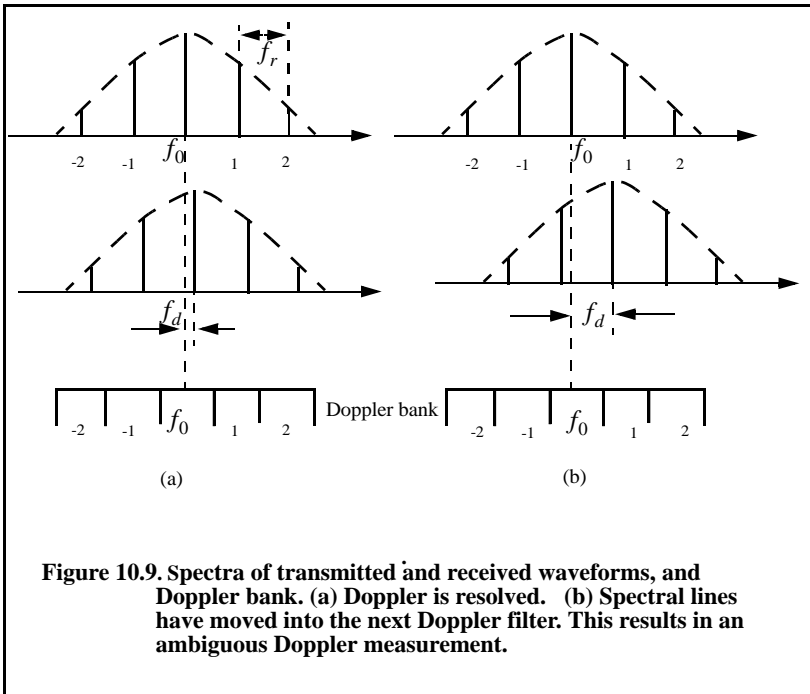 f_r
-2 -1 f_0 1 2
-2 -1 f_0 1 2
f_d
f_d
Doppler bank
-2 -1 f_0 1 2
-2 -1 f_0 1 2
(a)
(b)
Figure 10.9. Spectra of transmitted and received waveforms, and
Doppler bank. (a) Doppler is resolved. (b) Spectral lines
have moved into the next Doppler filter. This results in an
ambiguous Doppler measurement.